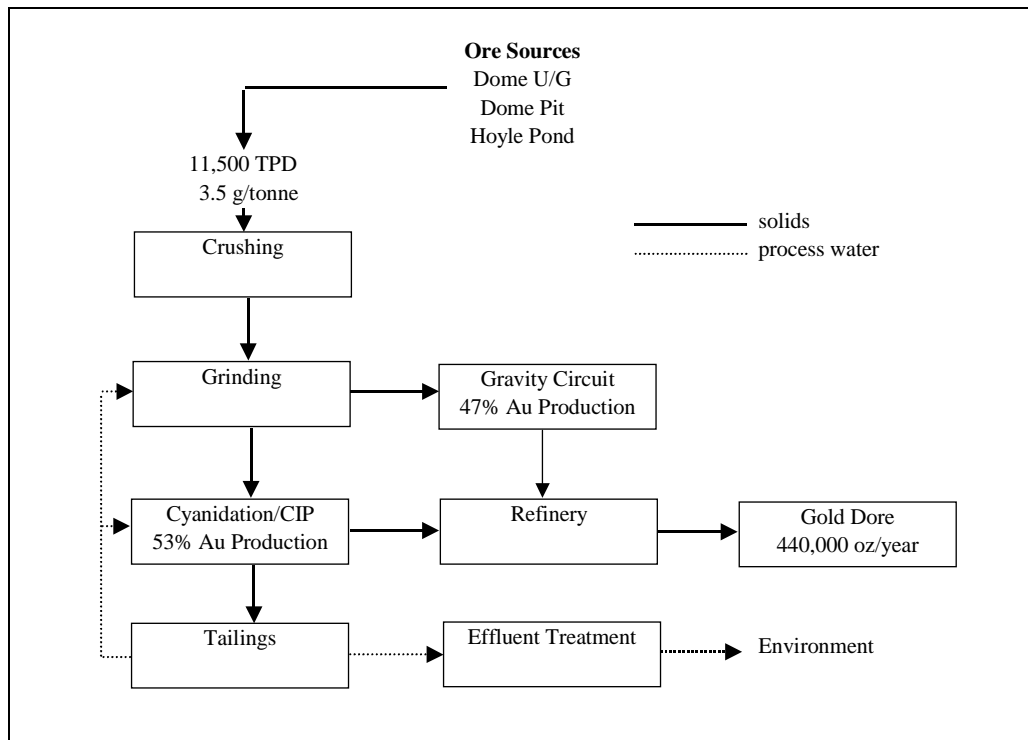 Ore Sources
Dome U/G
Dome Pit
Hoyle Pond
11,500 TPD
3.5 g/tonne
solids
process water
Crushing
Grinding
Gravity Circuit
47% Au Production
Cyanidation/CIP
53% Au Production
Refinery
Gold Dore
440,000 oz/year
Tailings
Effluent Treatment
Environment